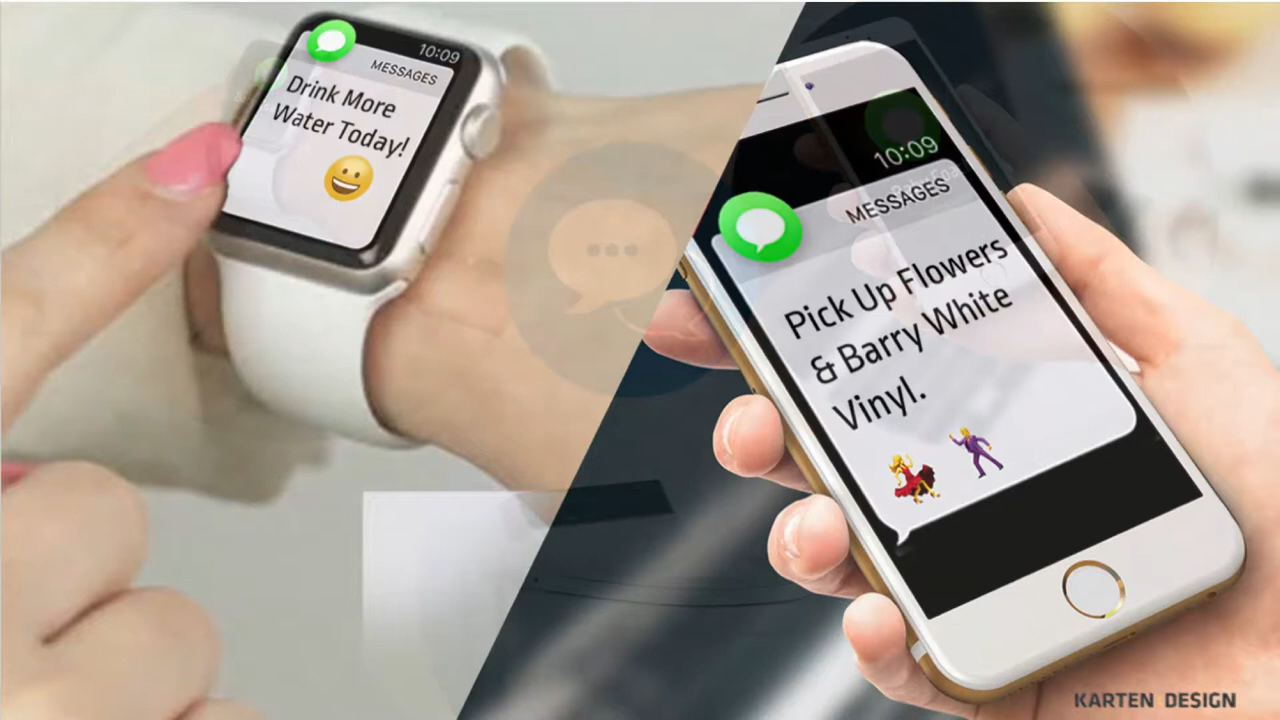 10:09
MESSAGES
Drink More
Water Today!
10:09
MESSAGES
Pick Up Flowers
& Barry White
Vinyl.
KARTEN DESIGN